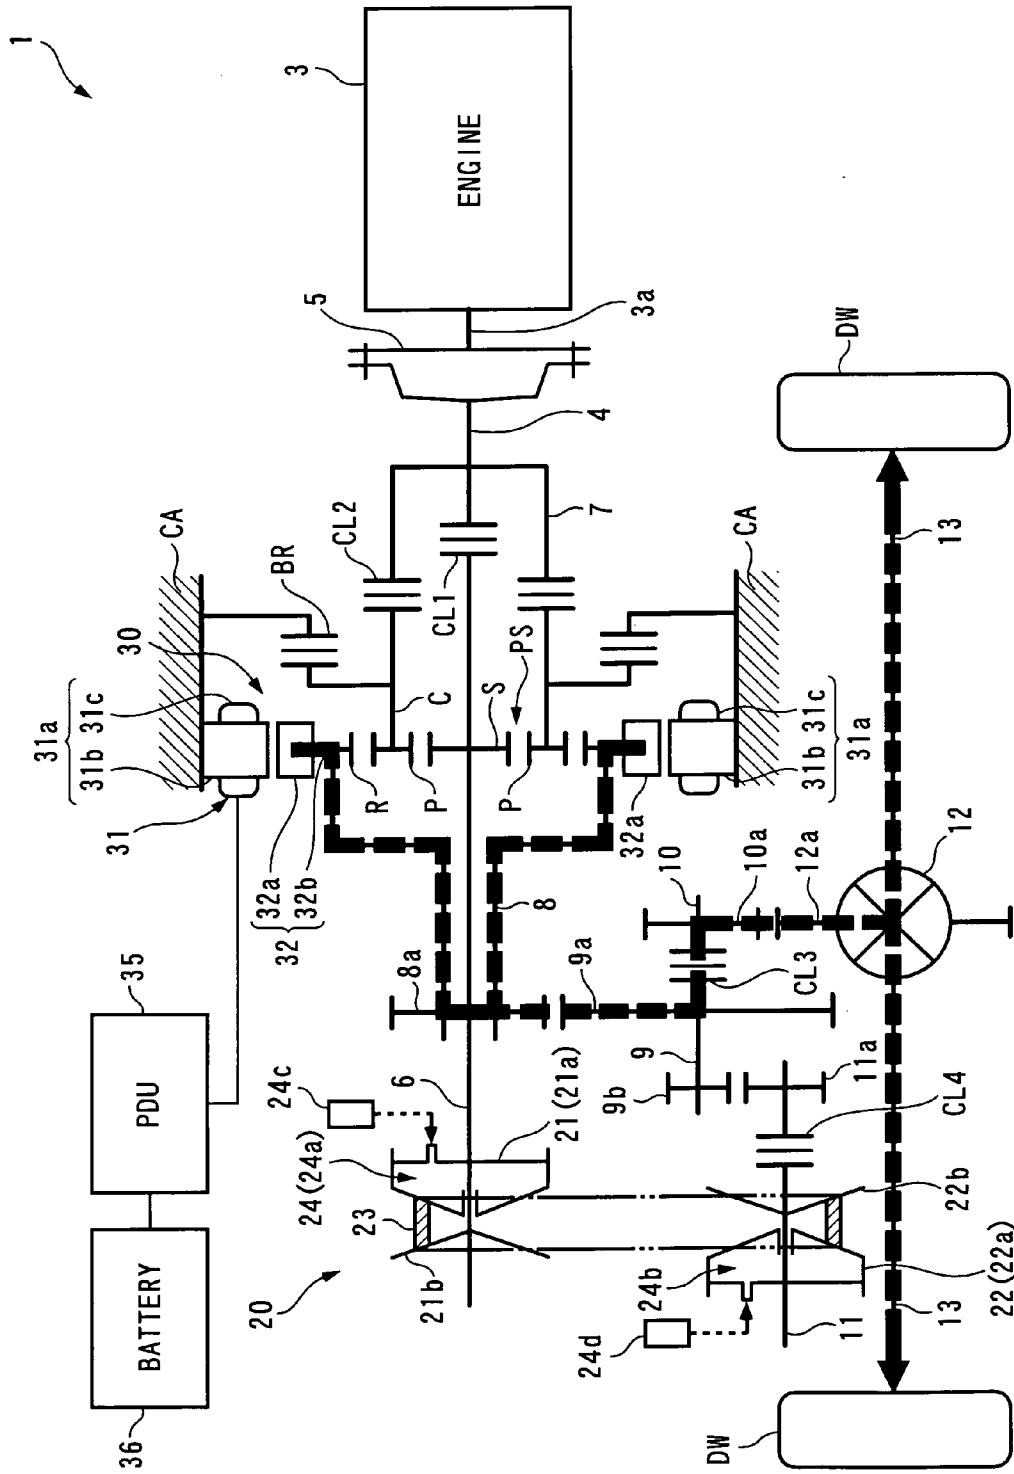 1
31a
31b 31c
36
35
31
30
BATTERY
PDU
CA
20
24c
32a
32
32b
BR
3
5
24(24a)
CL2
23
R
8a
21b
P
C
CL1
ENGINE
6
S
P
PS
8
21(21a)
24d
9a
7
4
9b
32a
24b
9
3a
10
DW
CA
10a
CL3
12a
31b 31c
11
DW
31a
11a
13
CL4
12
13
22b
22(22a)